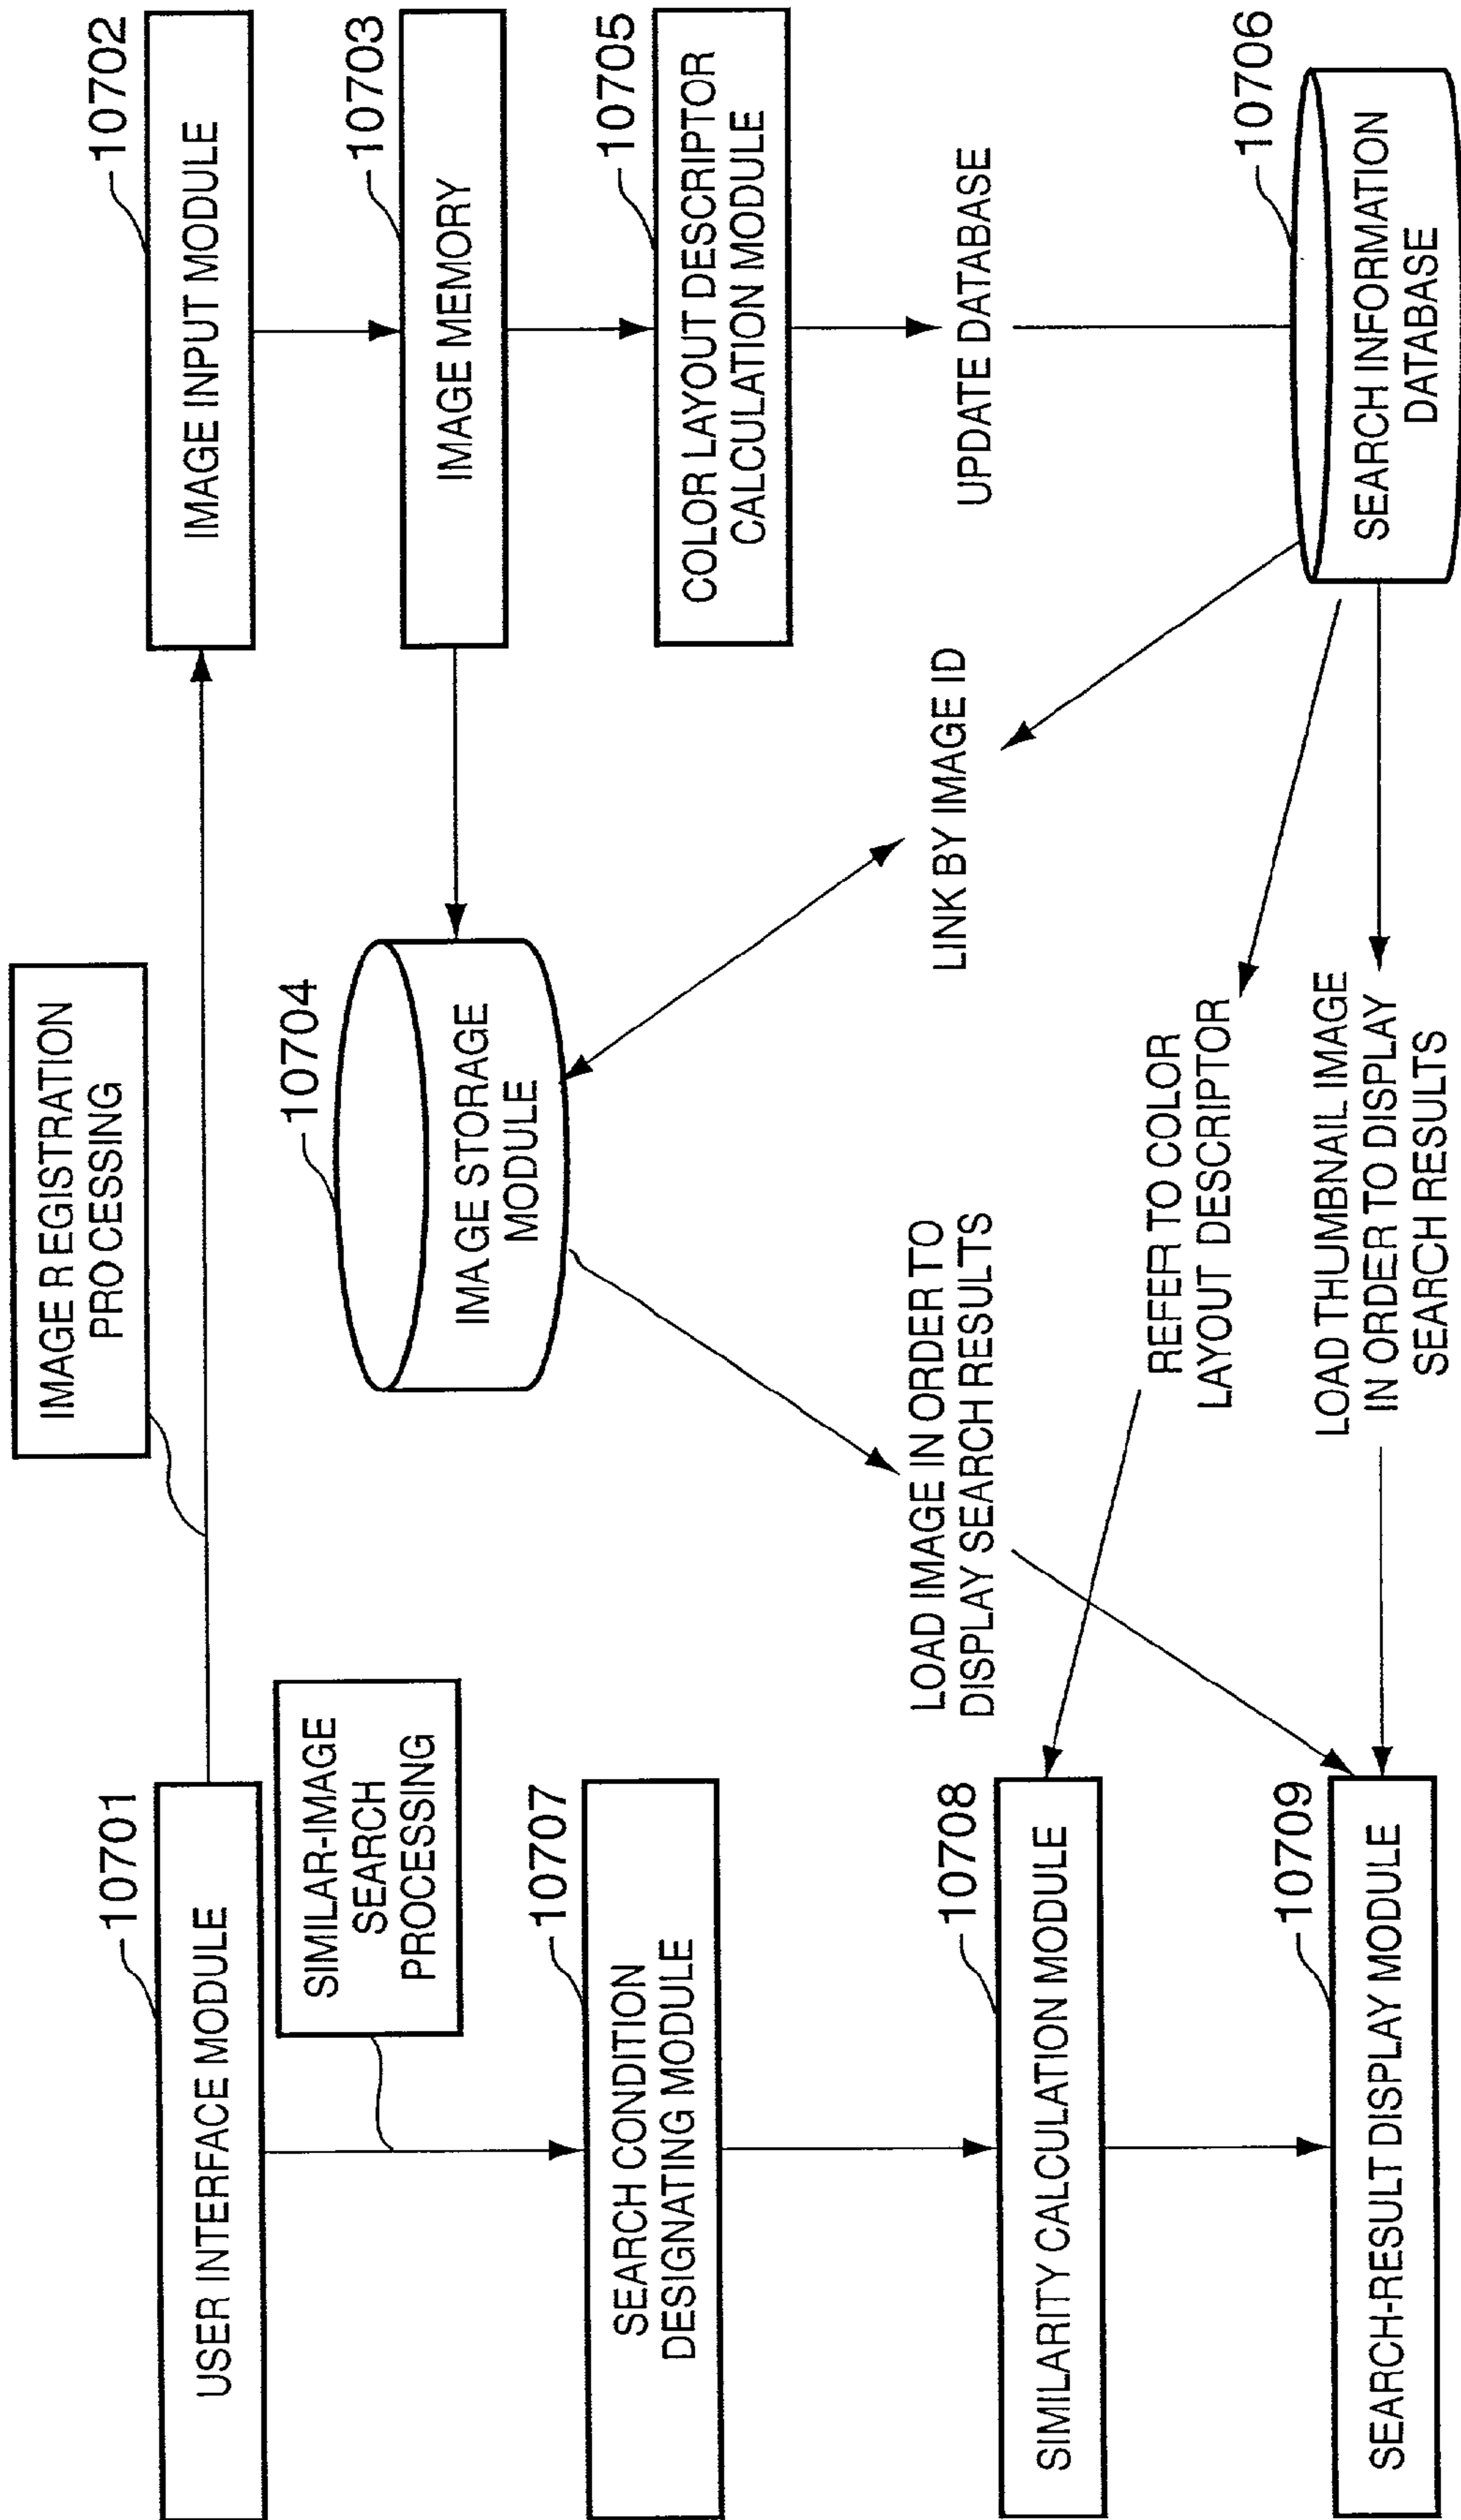 10701
USER INTERFACE MODULE
IMAGE REGISTRATION
PROCESSING
10702
IMAGE INPUT MODULE
SIMILAR-IMAGE
SEARCH
PROCESSING
10704
IMAGE STORAGE
MODULE
10703
IMAGE MEMORY
10707
SEARCH CONDITION
DESIGNATING MODULE
10705
COLOR LAYOUT DESCRIPTOR
CALCULATION MODULE
LOAD IMAGE IN ORDER TO
DISPLAY SEARCH RESULTS
LINK BY IMAGE ID
UPDATE DATABASE
10708
SIMILARITY CALCULATION MODULE
REFER TO COLOR
LAYOUT DESCRIPTOR
10706
SEARCH INFORMATION
DATABASE
10709
SEARCH-RESULT DISPLAY MODULE
LOAD THUMBNAIL IMAGE
IN ORDER TO DISPLAY
SEARCH RESULTS